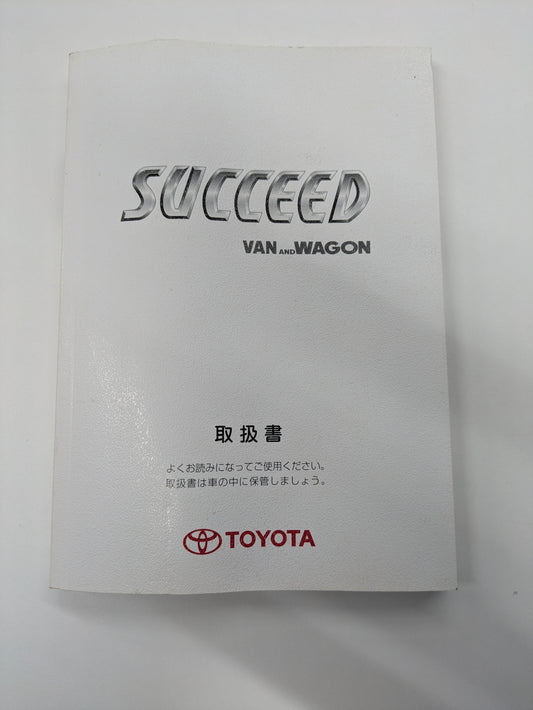 SUCCEED
VAN AND WAGON
取扱書
よくお読みになってご使用ください。
取扱書は車の中に保管しましょう。
TOYOTA